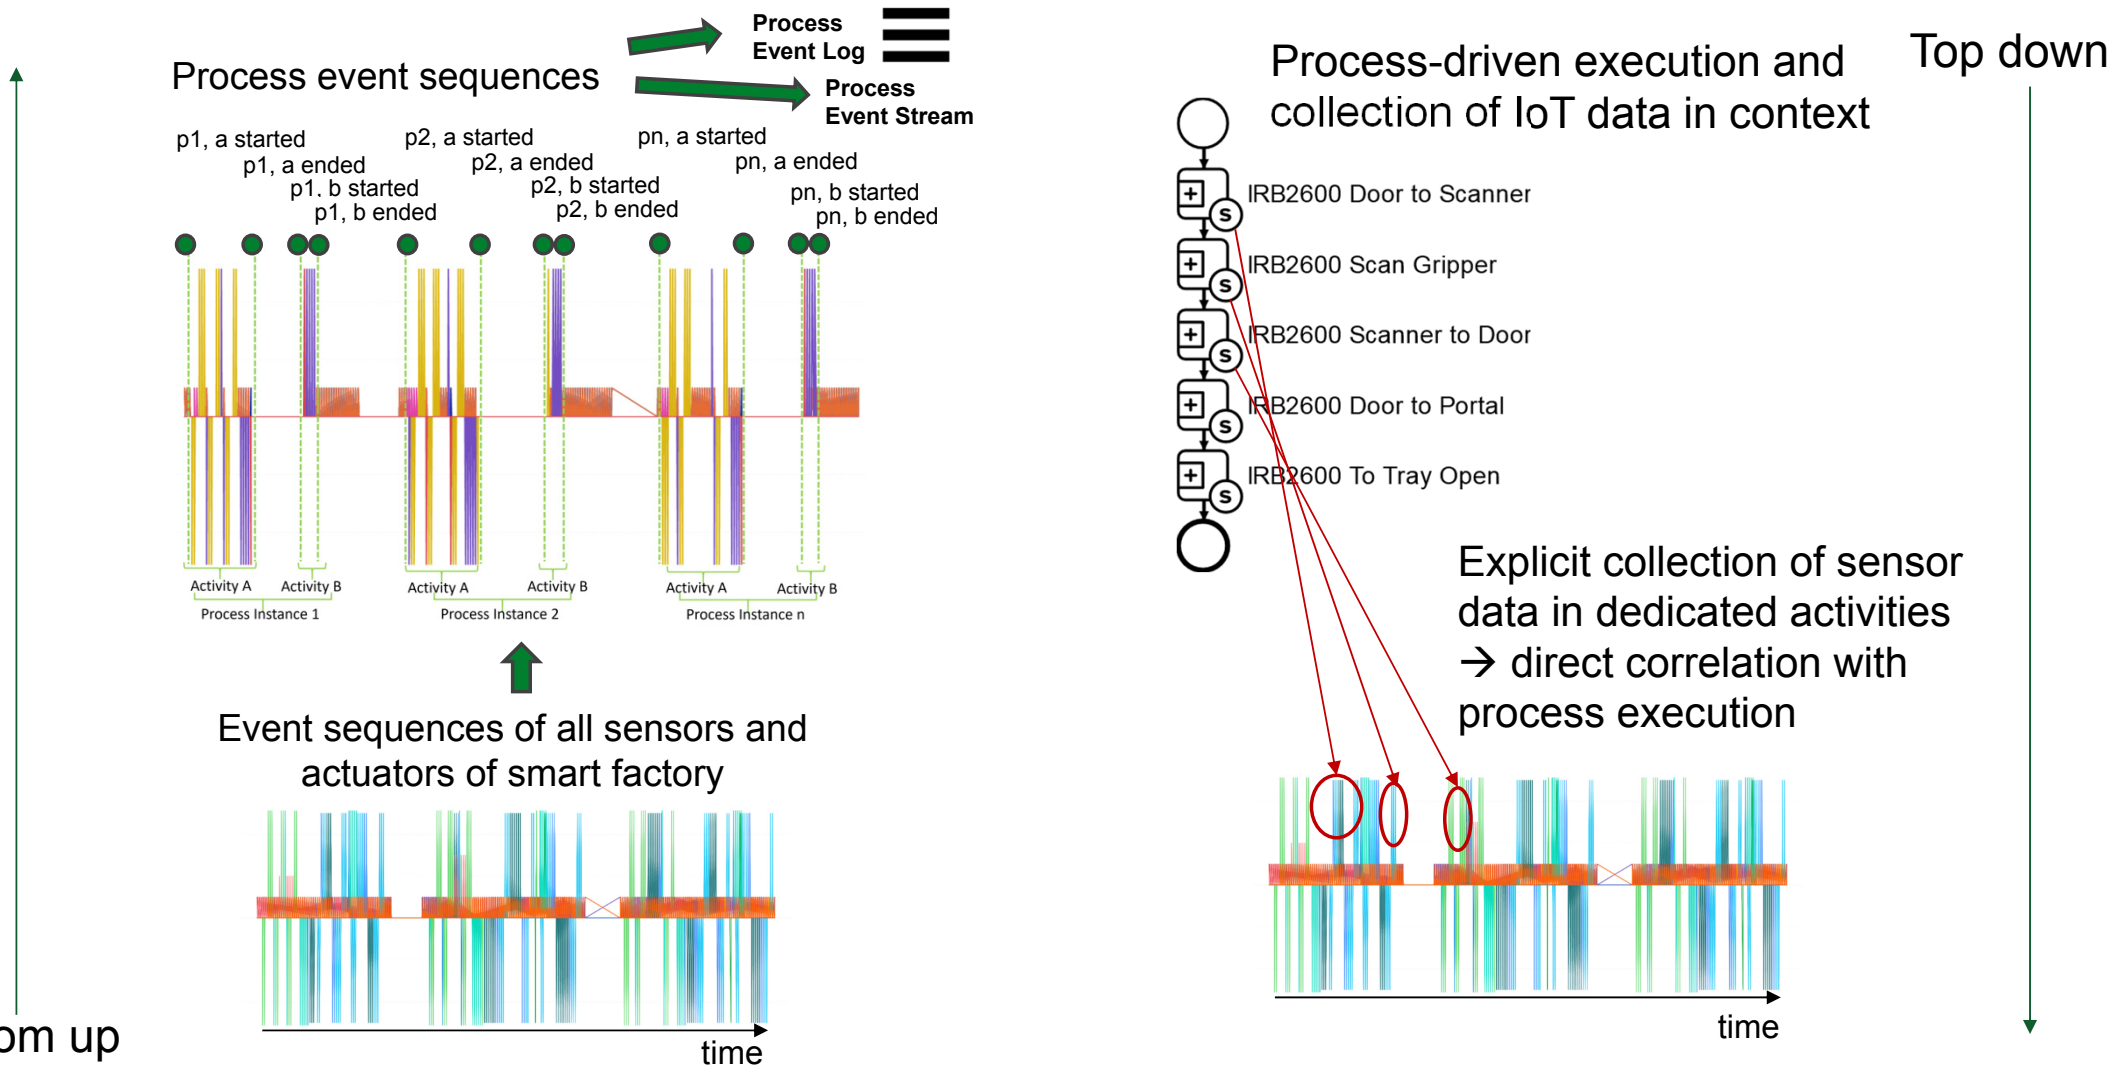 Process event sequences
Process
Event Log
Process
Event Stream
p1, a started
p1, a ended
p1, b started
p1, b ended
p2, a started
p2, a ended
p2, b started
p2, b ended
pn, a started
pn, a ended
pn, b started
pn, b ended
Activity A
Activity B
Process Instance 1
Activity A
Activity B
Process Instance 2
Activity A
Activity B
Process Instance n
Event sequences of all sensors and
actuators of smart factory
time
om up
Top down
Process-driven execution and
collection of IoT data in context
+
S
IRB2600 Door to Scanner
+
S
IRB2600 Scan Gripper
+
S
IRB2600 Scanner to Door
+
S
IRB2600 Door to Portal
+
S
IRB2600 To Tray Open
Explicit collection of sensor
data in dedicated activities
→ direct correlation with
process execution
time